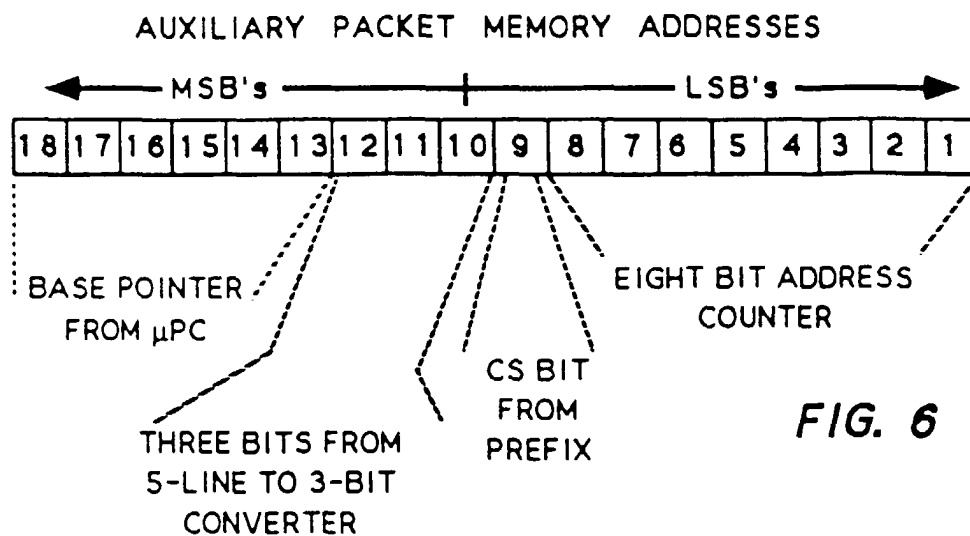 AUXILIARY PACKET MEMORY ADDRESSES
MSB's LSB's
18 17 16 15 14 13 12 11 10 9 8 7 6 5 4 3 2 1
BASE POINTER
FROM µPC
THREE BITS FROM
5-LINE TO 3-BIT
CONVERTER
CS BIT
FROM
PREFIX
EIGHT BIT ADDRESS
COUNTER
FIG. 6